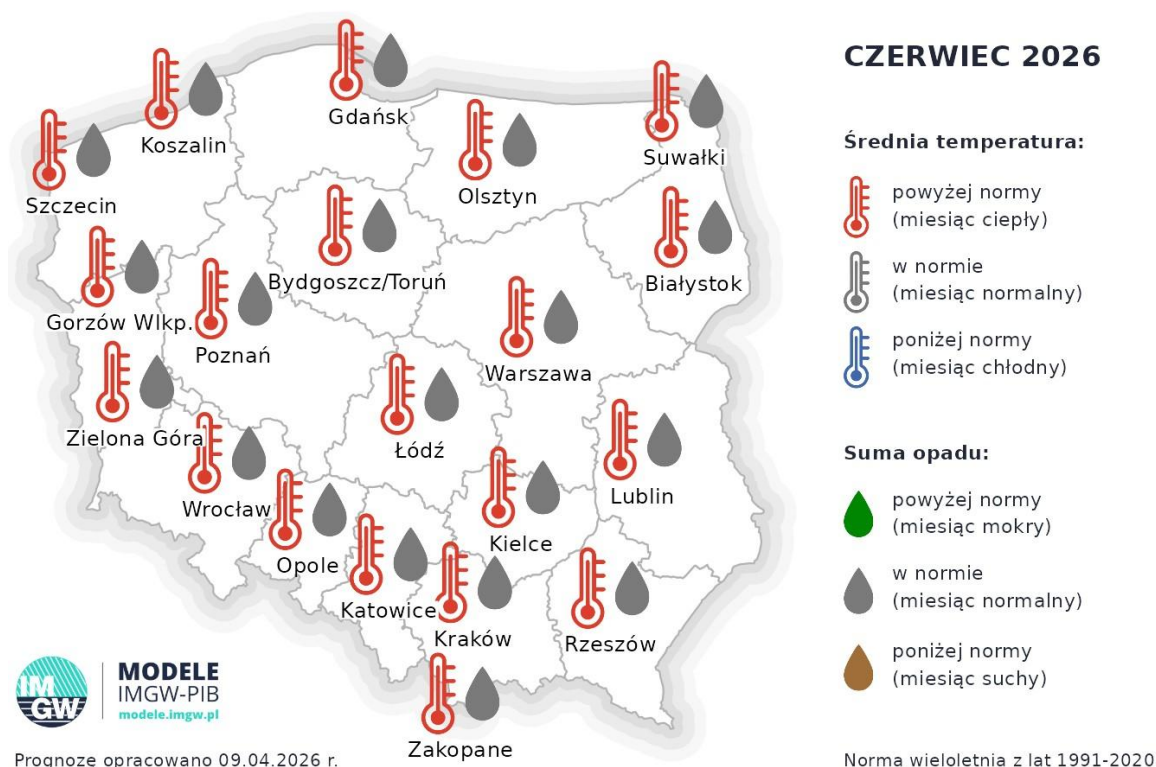 CZERWIEC 2026
Średnia temperatura:
powyżej normy
(miesiąc ciepły)
w normie
(miesiąc normalny)
poniżej normy
(miesiąc chłodny)
Suma opadu:
powyżej normy
(miesiąc mokry)
w normie
(miesiąc normalny)
poniżej normy
(miesiąc suchy)
Gdańsk
Koszalin
Suwałki
Olsztyn
Szczecin
Bydgoszcz/Toruń
Białystok
Gorzów Wlkp.
Poznań
Warszawa
Zielona Góra
Łódź
Lublin
Wrocław
Kielce
Opole
Katowice
Kraków
Rzeszów
Zakopane
IM
GW
MODELE
IMGW-PIB
modele.imgw.pl
Prognozę opracowano 09.04.2026 r.
Norma wieloletnia z lat 1991-2020